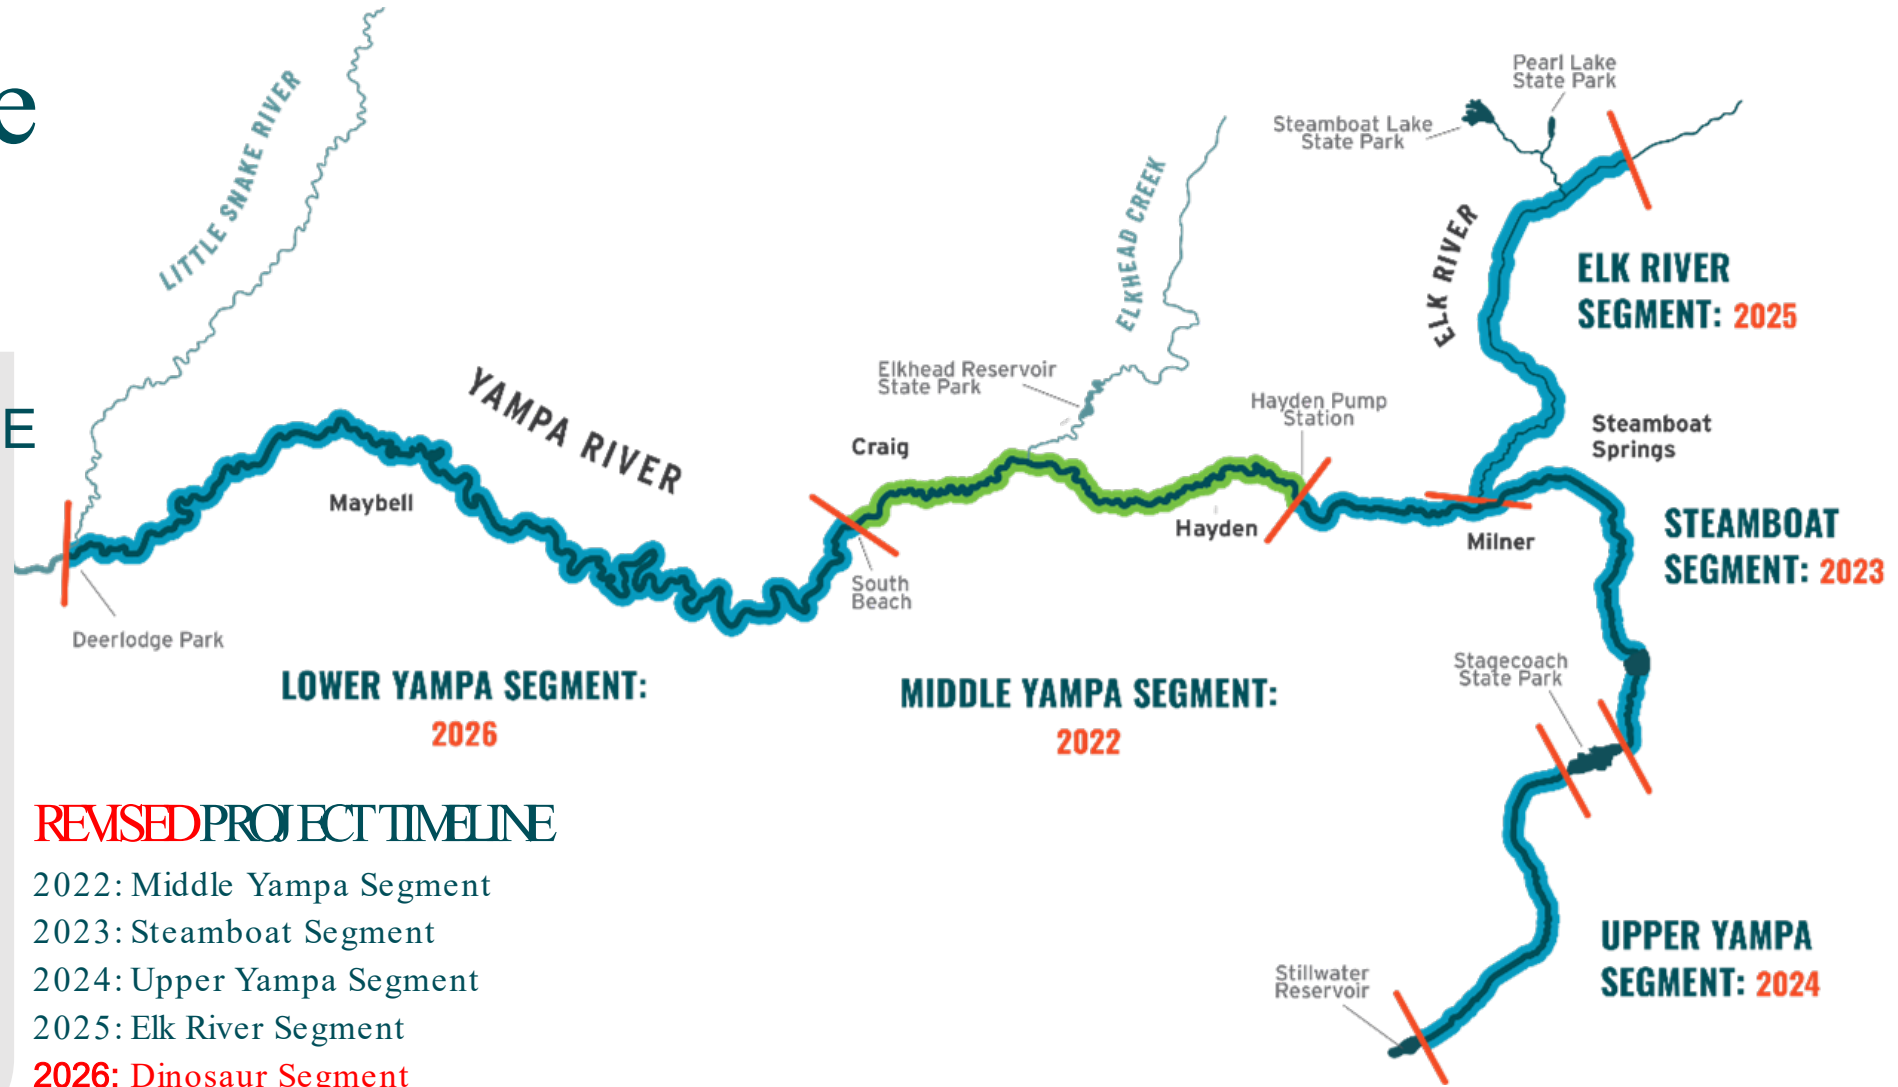 e
E
LITTLE SNAKE RIVER
YAMPA RIVER
ELKHEAD CREEK
ELK RIVER
Pearl Lake
State Park
Steamboat Lake
State Park
ELK RIVER
SEGMENT: 2025
Elkhead Reservoir
State Park
Hayden Pump
Station
Craig
Maybell
Hayden
Milner
Steamboat
Springs
South
Beach
Deerlodge Park
STEAMBOAT
SEGMENT: 2023
Stagecoach
State Park
LOWER YAMPA SEGMENT:
2026
MIDDLE YAMPA SEGMENT:
2022
UPPER YAMPA
SEGMENT: 2024
Stillwater
Reservoir
REVISED PROJECT TIMELINE
2022: Middle Yampa Segment
2023: Steamboat Segment
2024: Upper Yampa Segment
2025: Elk River Segment
2026: Dinosaur Segment